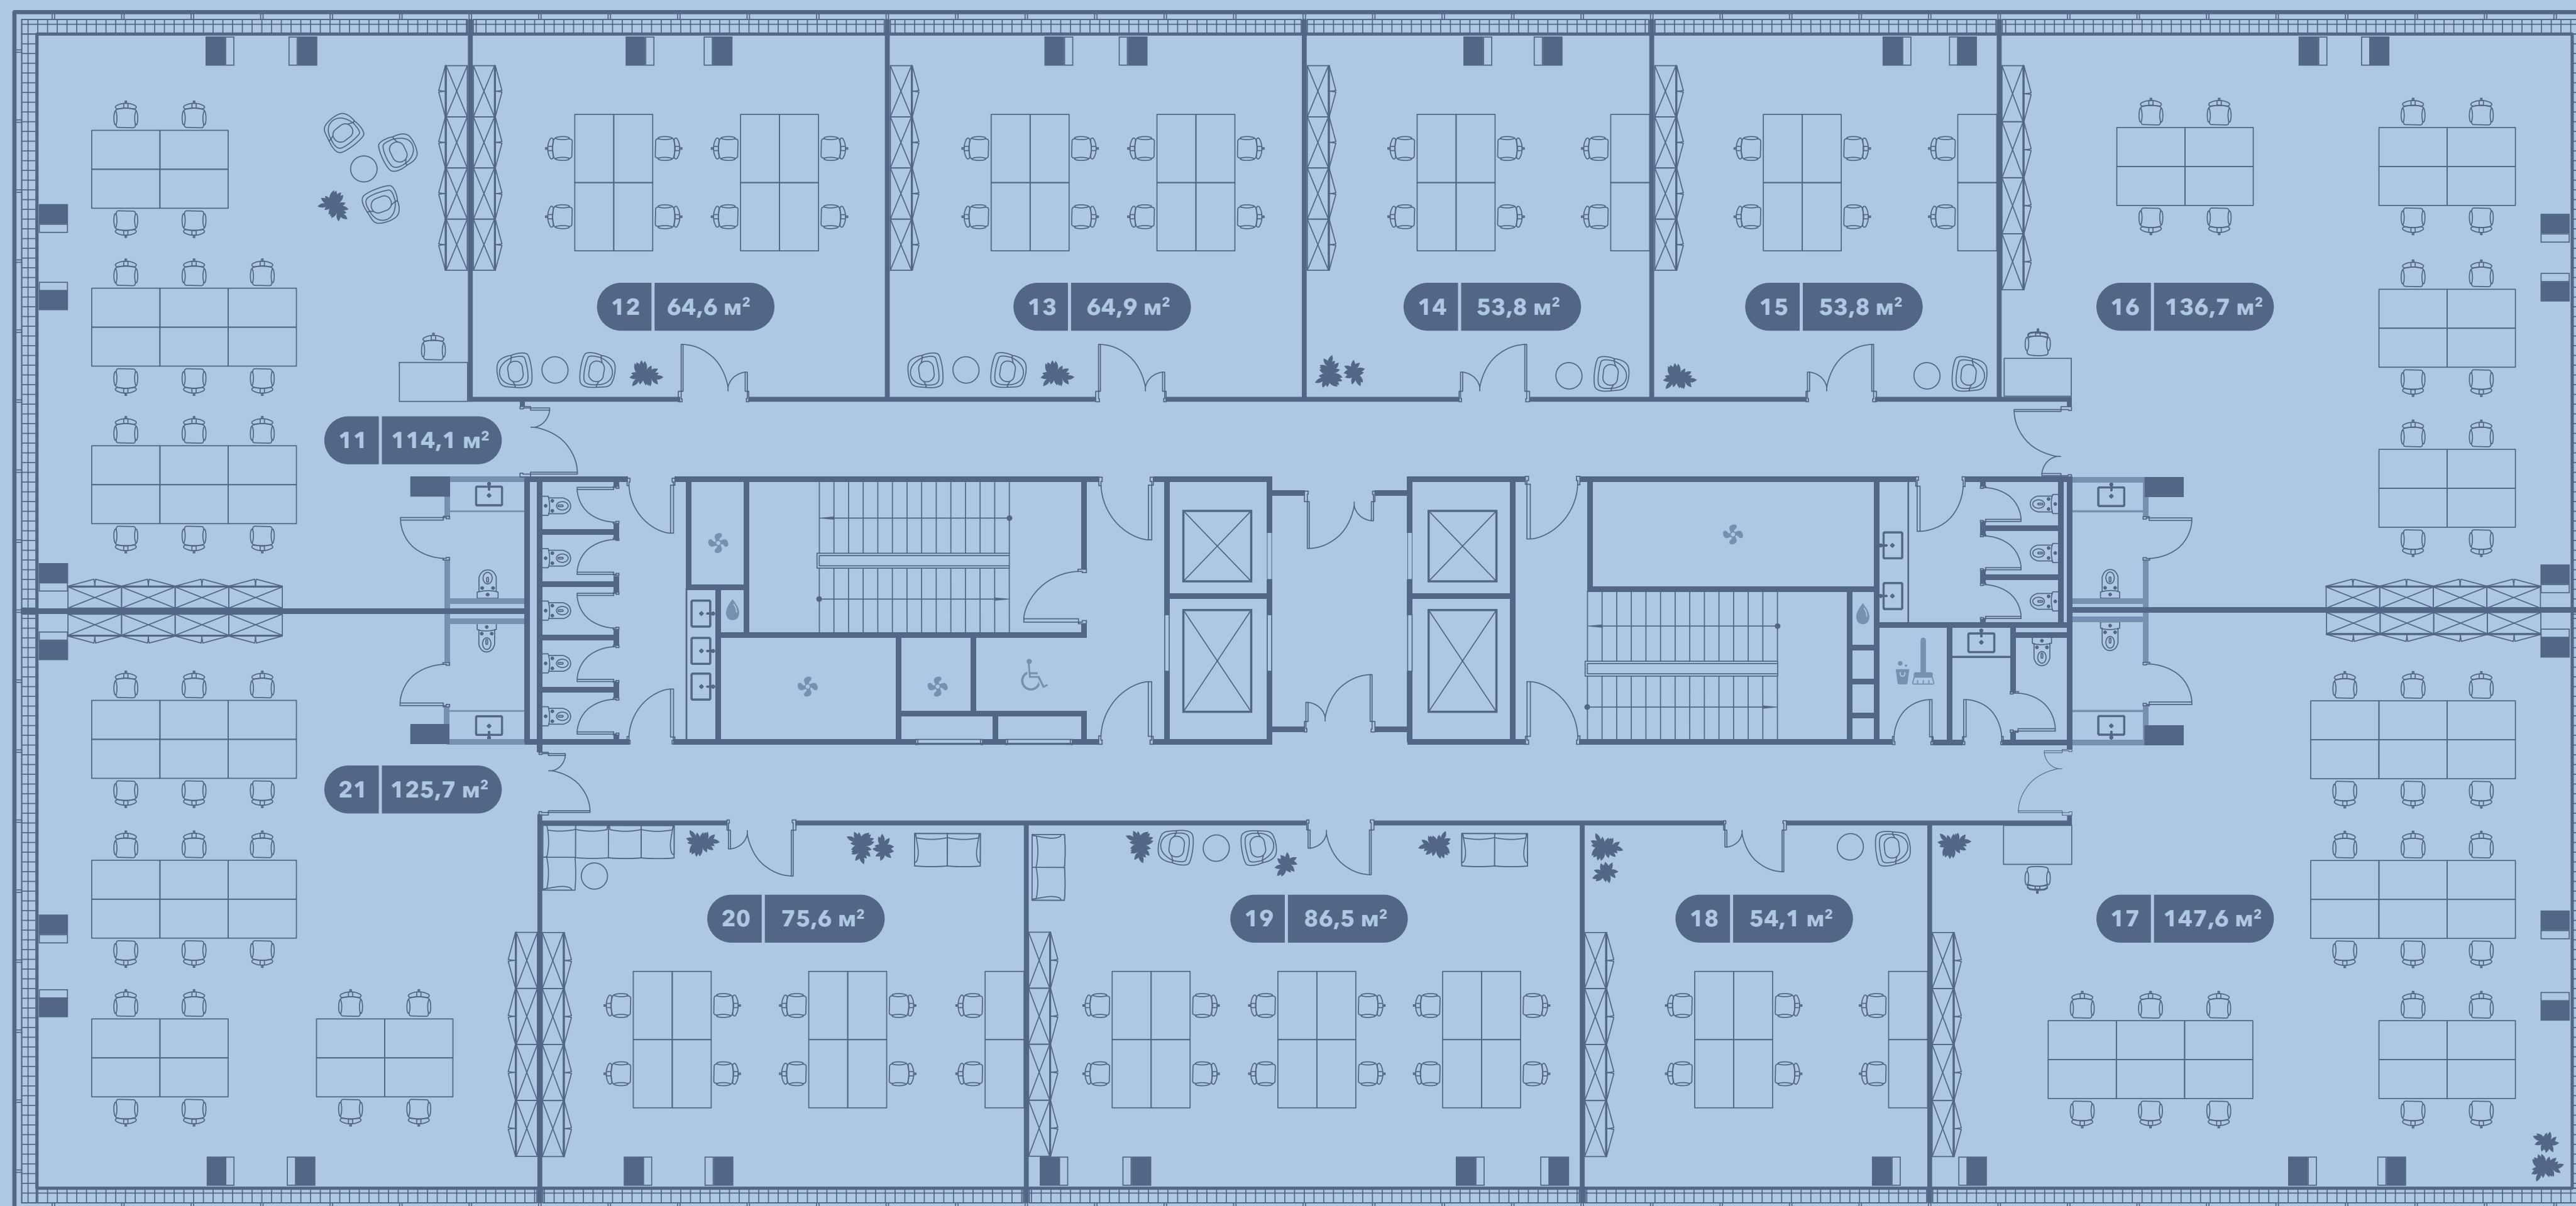 12 64,6 м²
13 64,9 м²
14 53,8 м²
15 53,8 м²
16 136,7 м²
11 114,1 м²
21 125,7 м²
20 75,6 м²
19 86,5 м²
18 54,1 м²
17 147,6 м²